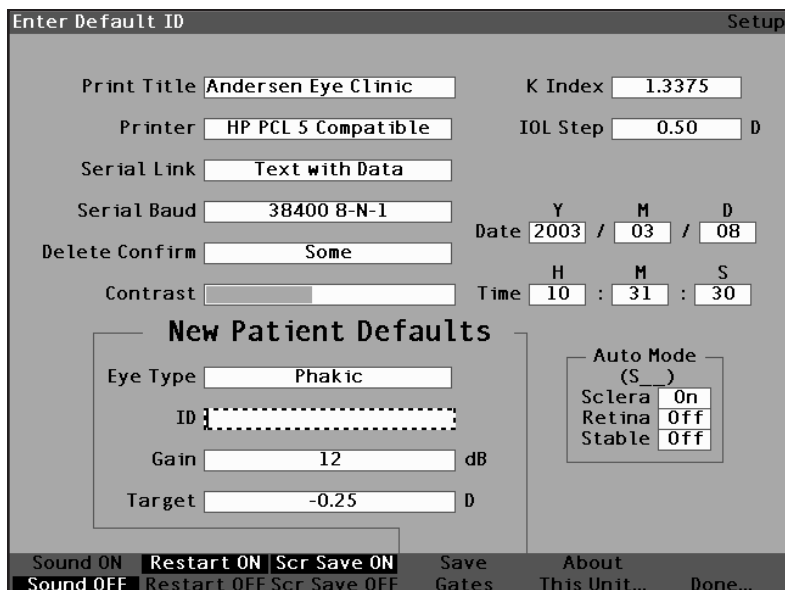 Enter Default ID Setup
Print Title Andersen Eye Clinic K Index 1.3375
Printer HP PCL 5 Compatible IOL Step 0.50 D
Serial Link Text with Data
Serial Baud 38400 8-N-1
Y M D
Date 2003 / 03 / 08
Delete Confirm Some
H M S
Contrast Time 10 : 31 : 30
New Patient Defaults
Auto Mode
Eye Type Phakic (S__)
Sclera On
ID Retina Off
Stable Off
Gain 12 dB
Target -0.25 D
Sound ON Restart ON Scr Save ON Save About
Sound OFF Restart OFF Scr Save OFF Gates This Unit... Done...